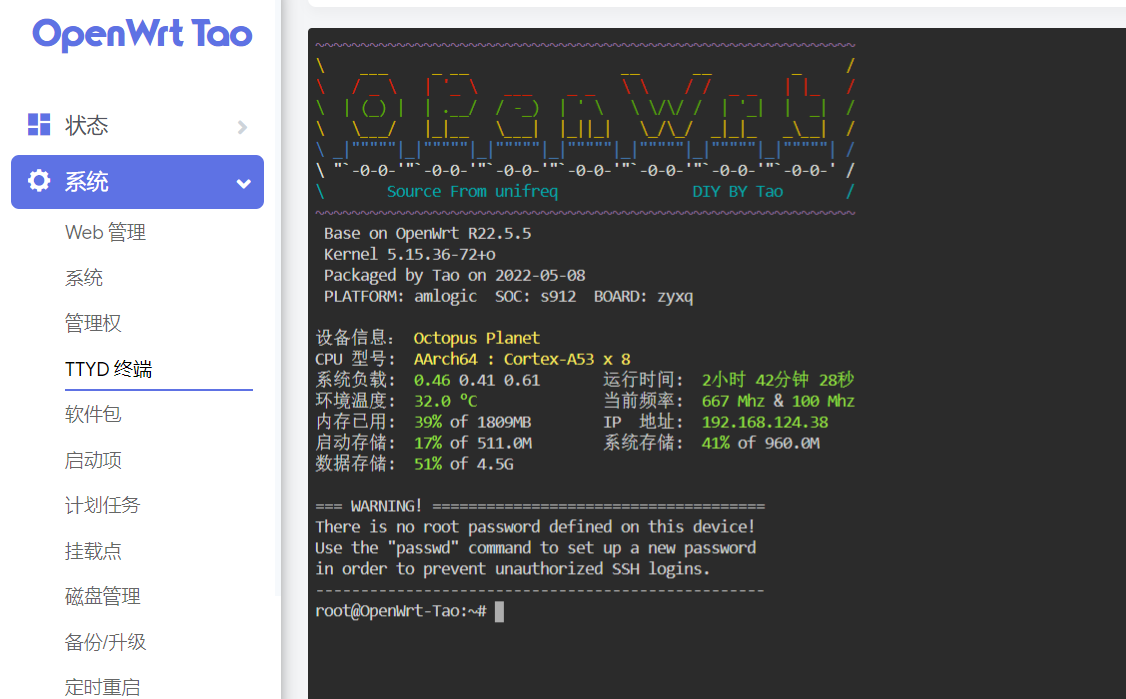 OpenWrt Tao
状态
系统
Web 管理
系统
管理权
TTYD 终端
软件包
启动项
计划任务
挂载点
磁盘管理
备份/升级
定时重启
OpenWrt
Source From unifreq DIY BY Tao
Base on OpenWrt R22.5.5
Kernel 5.15.36-72+o
Packaged by Tao on 2022-05-08
PLATFORM: amlogic SOC: s912 BOARD: zyxq
设备信息: Octopus Planet
CPU 型号: AArch64 : Cortex-A53 x 8
系统负载: 0.46 0.41 0.61 运行时间: 2小时 42分钟 28秒
环境温度: 32.0 °C 当前频率: 667 Mhz & 100 Mhz
内存已用: 39% of 1809MB IP 地址: 192.168.124.38
启动存储: 17% of 511.0M 系统存储: 41% of 960.0M
数据存储: 51% of 4.5G
=== WARNING! =====================================
There is no root password defined on this device!
Use the "passwd" command to set up a new password
in order to prevent unauthorized SSH logins.
--------------------------------------------------
root@OpenWrt-Tao:~#